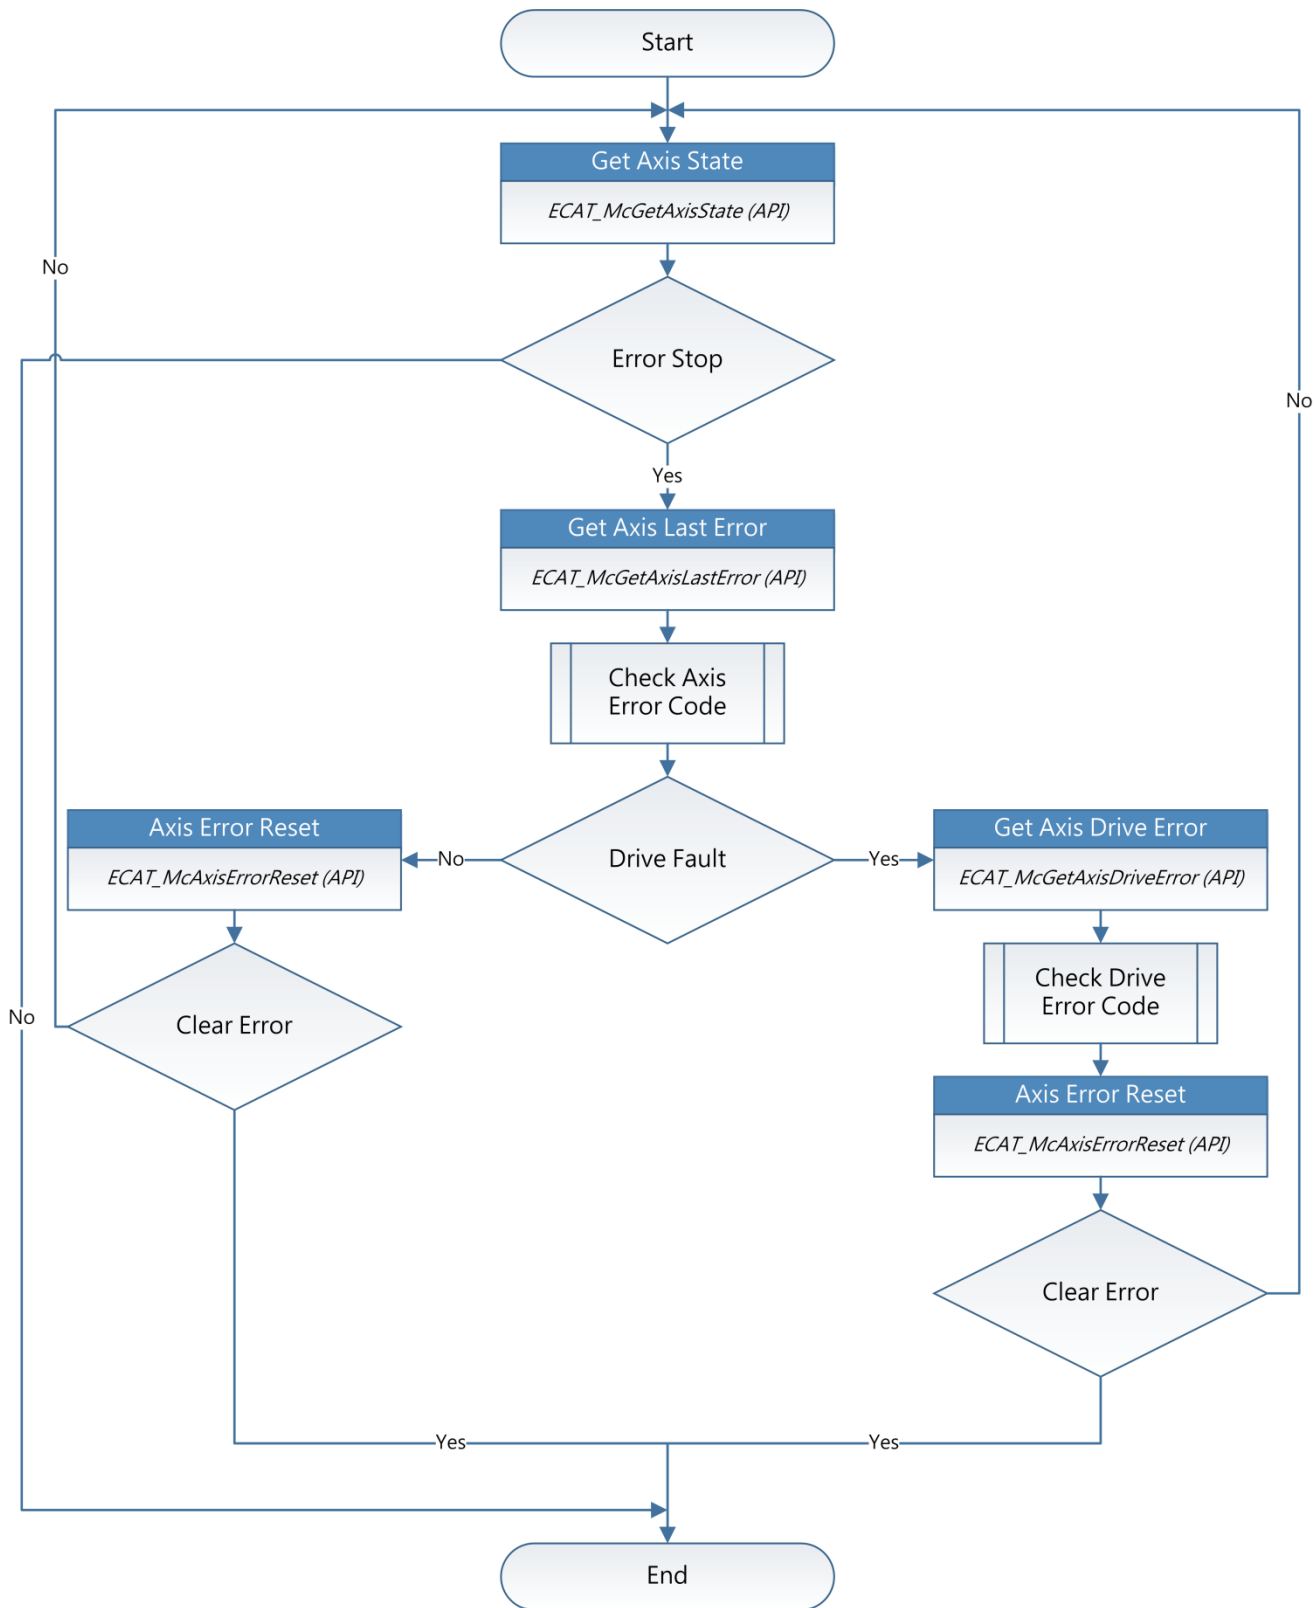 Start
Get Axis State
ECAT_McGetAxisState (API)
No
Error Stop
No
Yes
Get Axis Last Error
ECAT_McGetAxisLastError (API)
Check Axis
Error Code
Axis Error Reset
ECAT_McAxisErrorReset (API)
No
Drive Fault
Yes
Get Axis Drive Error
ECAT_McGetAxisDriveError (API)
Check Drive
Error Code
No
Clear Error
Axis Error Reset
ECAT_McAxisErrorReset (API)
Clear Error
Yes
Yes
End